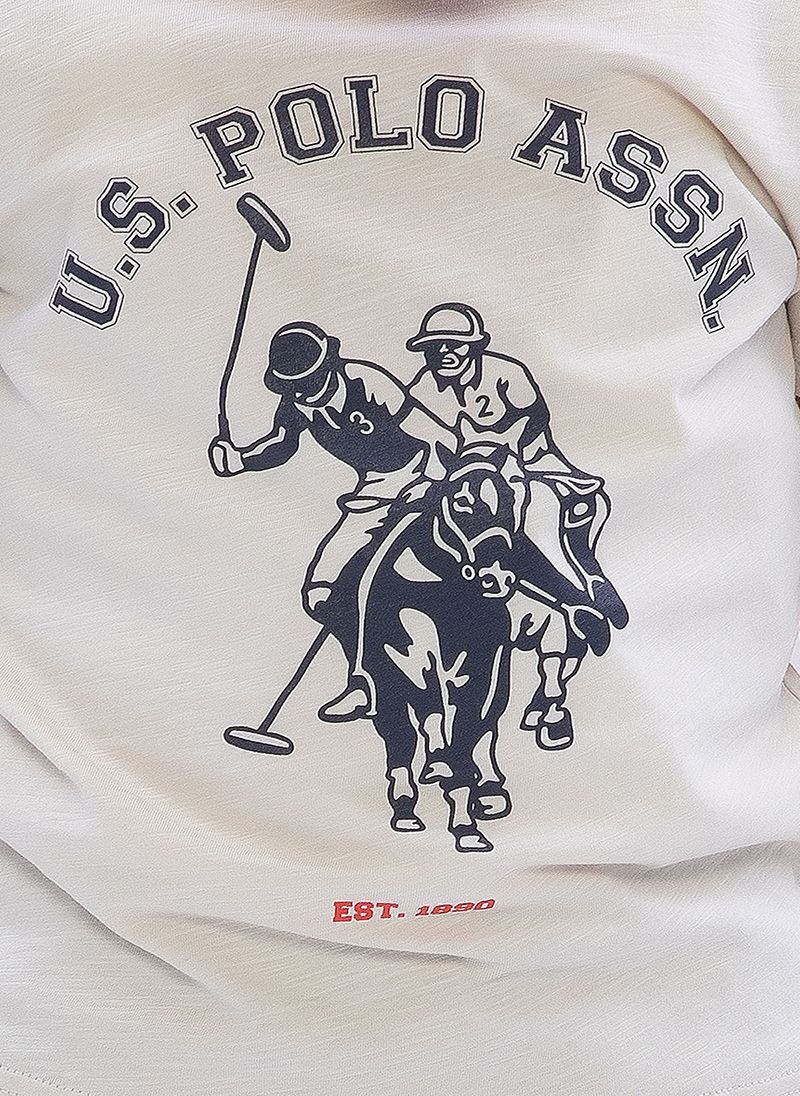 U.S. POLO ASSN.
3
2
EST. 1890